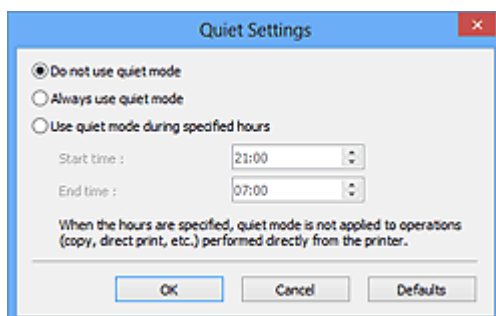 Quiet Settings
Do not use quiet mode
Always use quiet mode
Use quiet mode during specified hours
Start time : 21:00
End time : 07:00
When the hours are specified, quiet mode is not applied to operations
(copy, direct print, etc.) performed directly from the printer.
OK Cancel Defaults